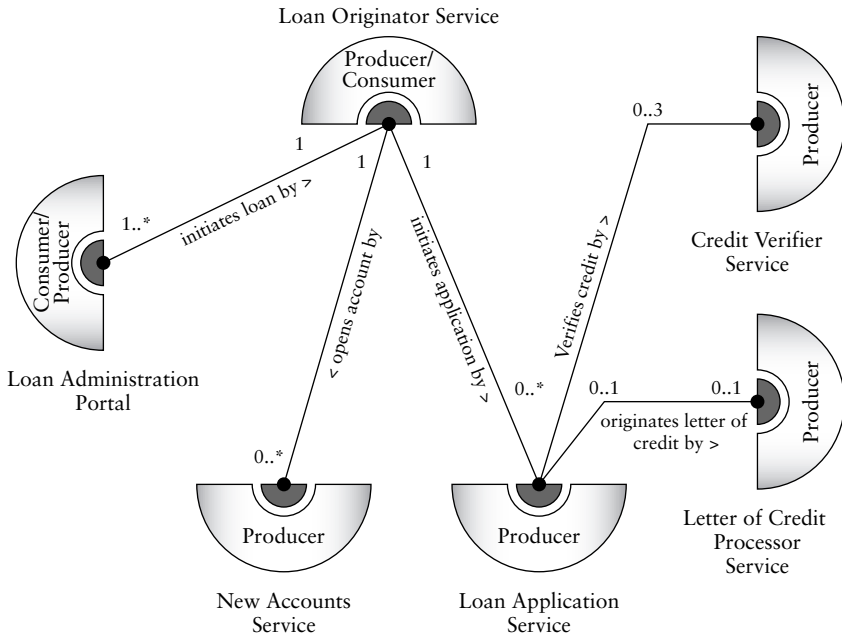 Loan Originator Service
Producer/
Consumer
0..3
Producer
Credit Verifier
Service
1
1
1
1..*
initiates loan by >
Consumer/
Producer
Loan Administration
Portal
< opens account by
initiates application by >
Verifies credit by >
0..*
0..*
0..1
0..1
originates letter of
credit by >
Producer
Letter of Credit
Processor
Service
Producer
New Accounts
Service
Producer
Loan Application
Service